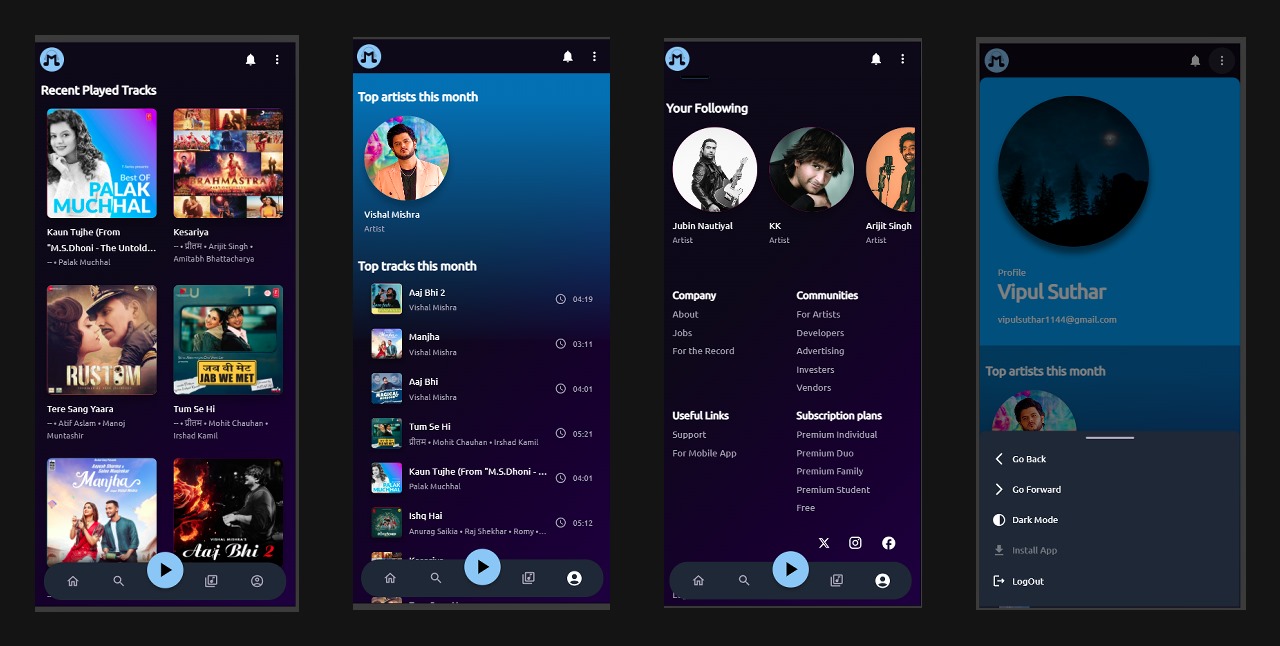 Recent Played Tracks
T-Series presents
Best OF
PALAK
MUCHHAL
BRAHMASTRA
Kaun Tujhe (From
"M.S.Dhoni - The Untold...
-- • Palak Muchhal
Kesariya
-- • प्रीतम • Arijit Singh •
Amitabh Bhattacharya
RUSTOM
जब वी मेट
JAB WE MET
Tere Sang Yaara
-- • Atif Aslam • Manoj
Muntashir
Tum Se Hi
-- • प्रीतम • Mohit Chauhan •
Irshad Kamil
Manjha
VISHAL MISHRA'S
Aaj Bhi 2
Top artists this month
Vishal Mishra
Artist
Top tracks this month
Aaj Bhi 2
Vishal Mishra
04:19
Manjha
Vishal Mishra
03:11
Aaj Bhi
Vishal Mishra
04:01
Tum Se Hi
प्रीतम • Mohit Chauhan • Irshad Kamil
05:21
Kaun Tujhe (From "M.S.Dhoni - ...
Palak Muchhal
04:01
Ishq Hai
Anurag Saikia • Raj Shekhar • Romy •...
05:12
Kesariya
Your Following
Jubin Nautiyal
Artist
KK
Artist
Arijit Singh
Artist
Company
About
Jobs
For the Record
Communities
For Artists
Developers
Advertising
Investers
Vendors
Useful Links
Support
For Mobile App
Subscription plans
Premium Individual
Premium Duo
Premium Family
Premium Student
Free
Profile
Vipul Suthar
vipulsuthar1144@gmail.com
Top artists this month
Go Back
Go Forward
Dark Mode
Install App
LogOut